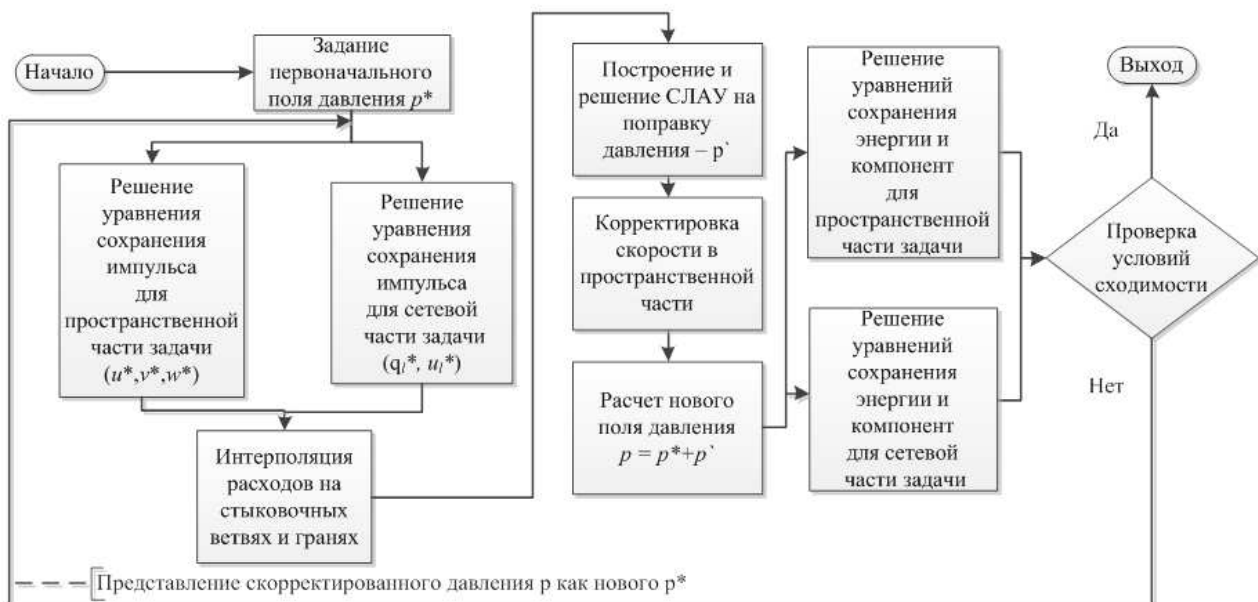 Начало
Задание
первоначального
поля давления p*
Решение
уравнения
сохранения
импульса
для
пространственной
части задачи
(u*,v*,w*)
Решение
уравнения
сохранения
импульса
для сетевой
части задачи
(q_l*, u_l*)
Интерполяция
расходов на
стыковочных
ветвях и гранях
Построение и
решение СЛАУ на
поправку
давления – p`
Корректировка
скорости в
пространственной
части
Расчет нового
поля давления
p = p*+p`
Решение
уравнений
сохранения
энергии и
компонент
для
пространственной
части задачи
Решение
уравнений
сохранения
энергии и
компонент
для сетевой
части задачи
Проверка
условий
сходимости
Да
Выход
Нет
Представление скорректированного давления p как нового p*